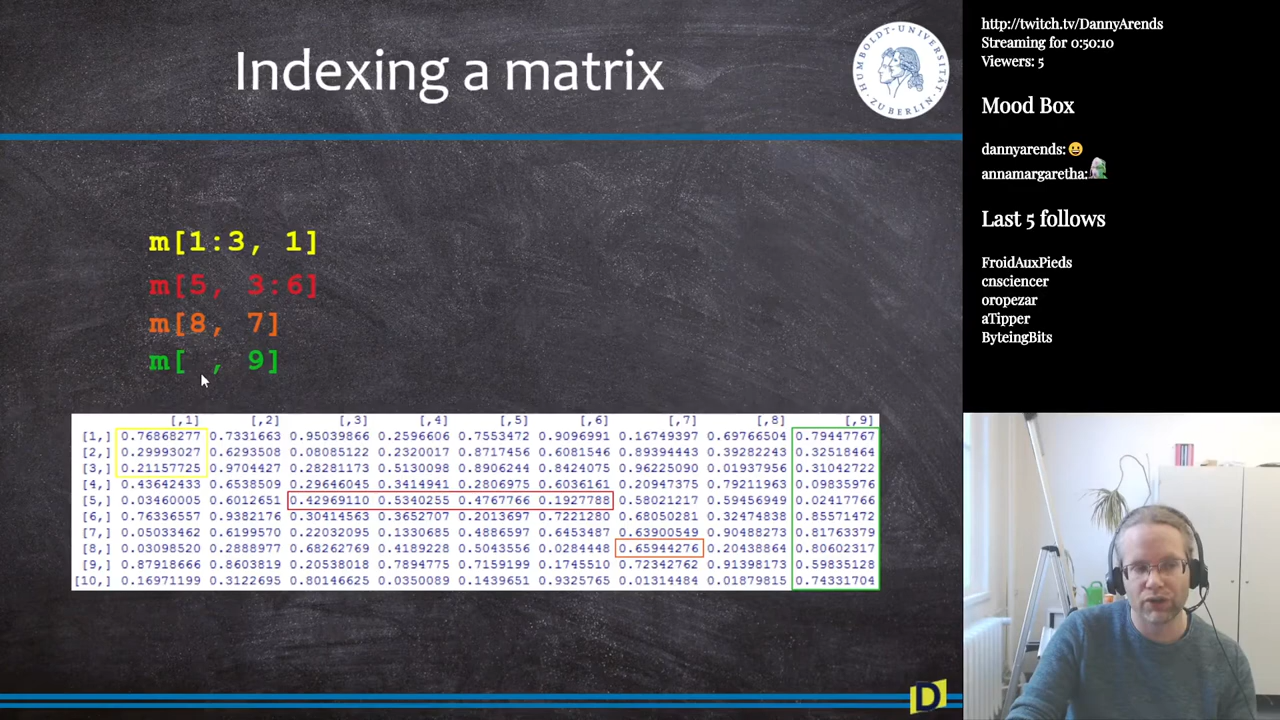 Indexing a matrix
HUMBOLDT-UNIVERSITÄT ZU BERLIN
m[1:3, 1]
m[5, 3:6]
m[8, 7]
m[ , 9]
[,1] [,2] [,3] [,4] [,5] [,6] [,7] [,8] [,9]
[1,] 0.76868277 0.7331663 0.95039866 0.2596606 0.7553472 0.9096991 0.16749397 0.69766504 0.79447767
[2,] 0.29993027 0.6293508 0.08085122 0.2320017 0.8717456 0.6081546 0.89394443 0.39282243 0.32518464
[3,] 0.21157725 0.9704427 0.28281173 0.5130098 0.8906244 0.8424075 0.96225090 0.01937956 0.31042722
[4,] 0.43642343 0.6538509 0.29646045 0.3414941 0.2806975 0.6036161 0.20947375 0.79211963 0.09835976
[5,] 0.03460005 0.6012651 0.42969110 0.5340255 0.4767766 0.1927788 0.58021217 0.59456949 0.02417766
[6,] 0.76336557 0.9382176 0.30414563 0.3652707 0.2013697 0.7221280 0.68050281 0.32474838 0.85571472
[7,] 0.05033462 0.6199570 0.22032095 0.1330685 0.4886597 0.6453487 0.63900549 0.90488273 0.81763379
[8,] 0.03098520 0.2888977 0.68262769 0.4189228 0.5043556 0.0284448 0.65944276 0.20438864 0.80602317
[9,] 0.87918666 0.8603819 0.20538018 0.7894775 0.7159199 0.1745510 0.72342762 0.91398173 0.59835128
[10,] 0.16971199 0.3122695 0.80146625 0.0350089 0.1439651 0.9325765 0.01314484 0.01879815 0.74331704
D
http://twitch.tv/DannyArends
Streaming for 0:50:10
Viewers: 5
Mood Box
dannyarends:
annamargaretha:
Last 5 follows
FroidAuxPieds
cnsciencer
oropezar
aTipper
ByteingBits